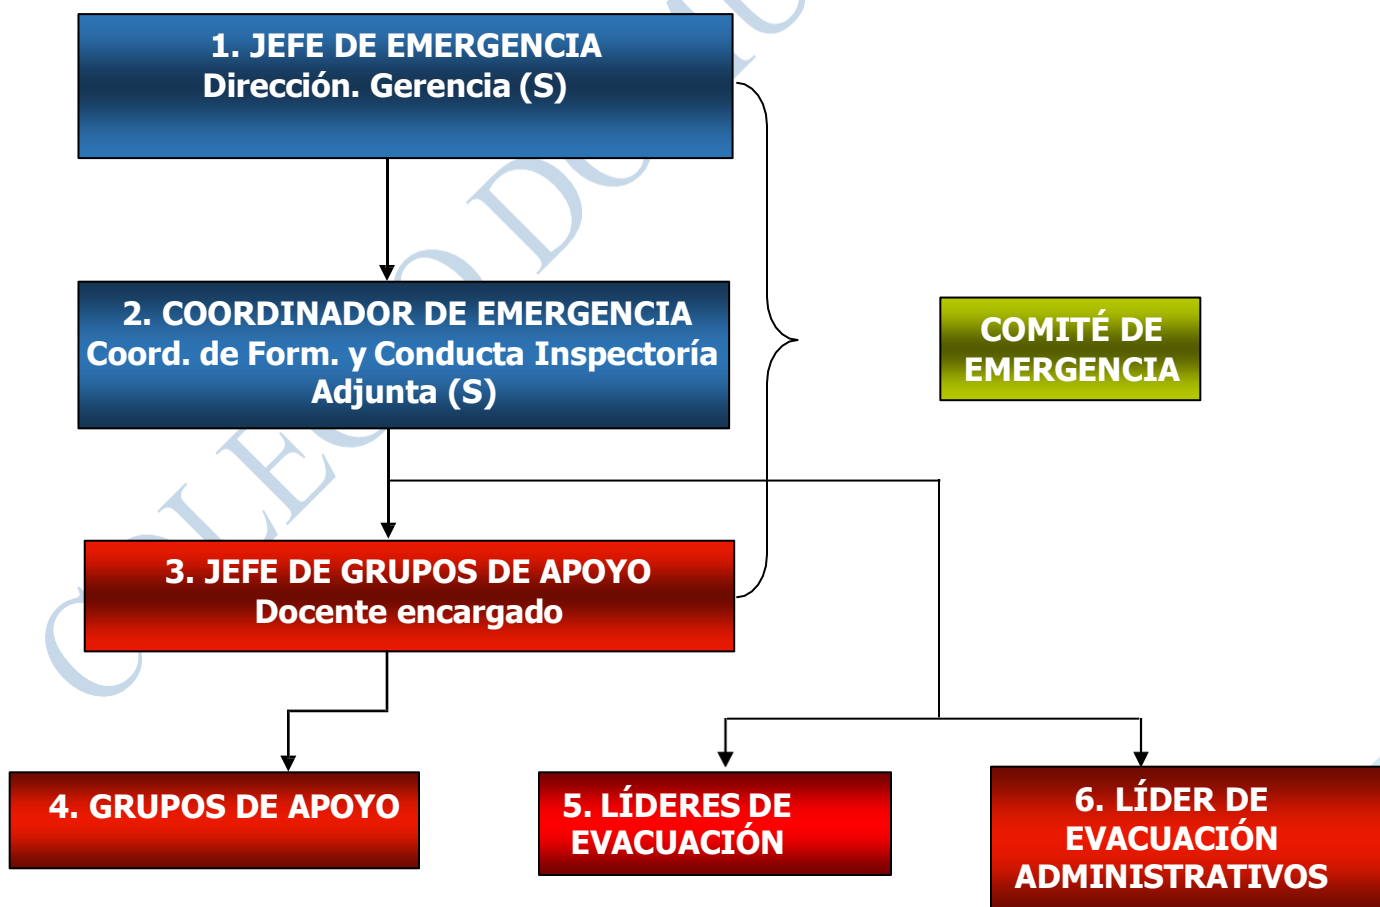 1. JEFE DE EMERGENCIA
Dirección. Gerencia (S)
2. COORDINADOR DE EMERGENCIA
Coord. de Form. y Conducta Inspectoría
Adjunta (S)
COMITÉ DE
EMERGENCIA
3. JEFE DE GRUPOS DE APOYO
Docente encargado
4. GRUPOS DE APOYO
5. LÍDERES DE
EVACUACIÓN
6. LÍDER DE
EVACUACIÓN
ADMINISTRATIVOS